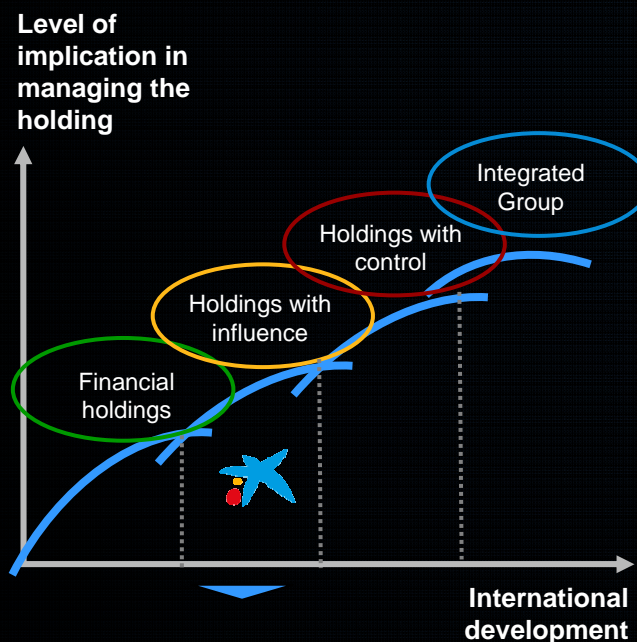 Level of
implication in
managing the
holding
Integrated
Group
Holdings with
control
Holdings with
influence
Financial
holdings
International
development